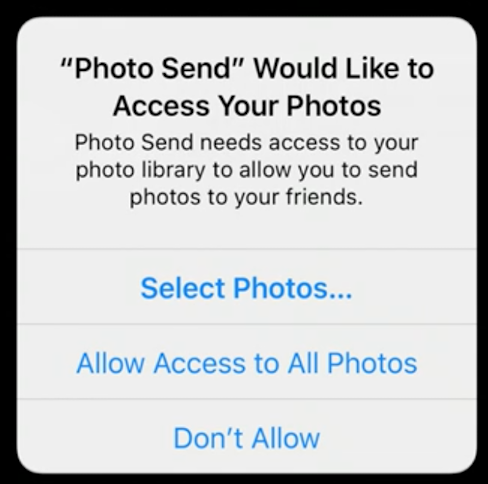 “Photo Send” Would Like to
Access Your Photos
Photo Send needs access to your
photo library to allow you to send
photos to your friends.
Select Photos...
Allow Access to All Photos
Don’t Allow